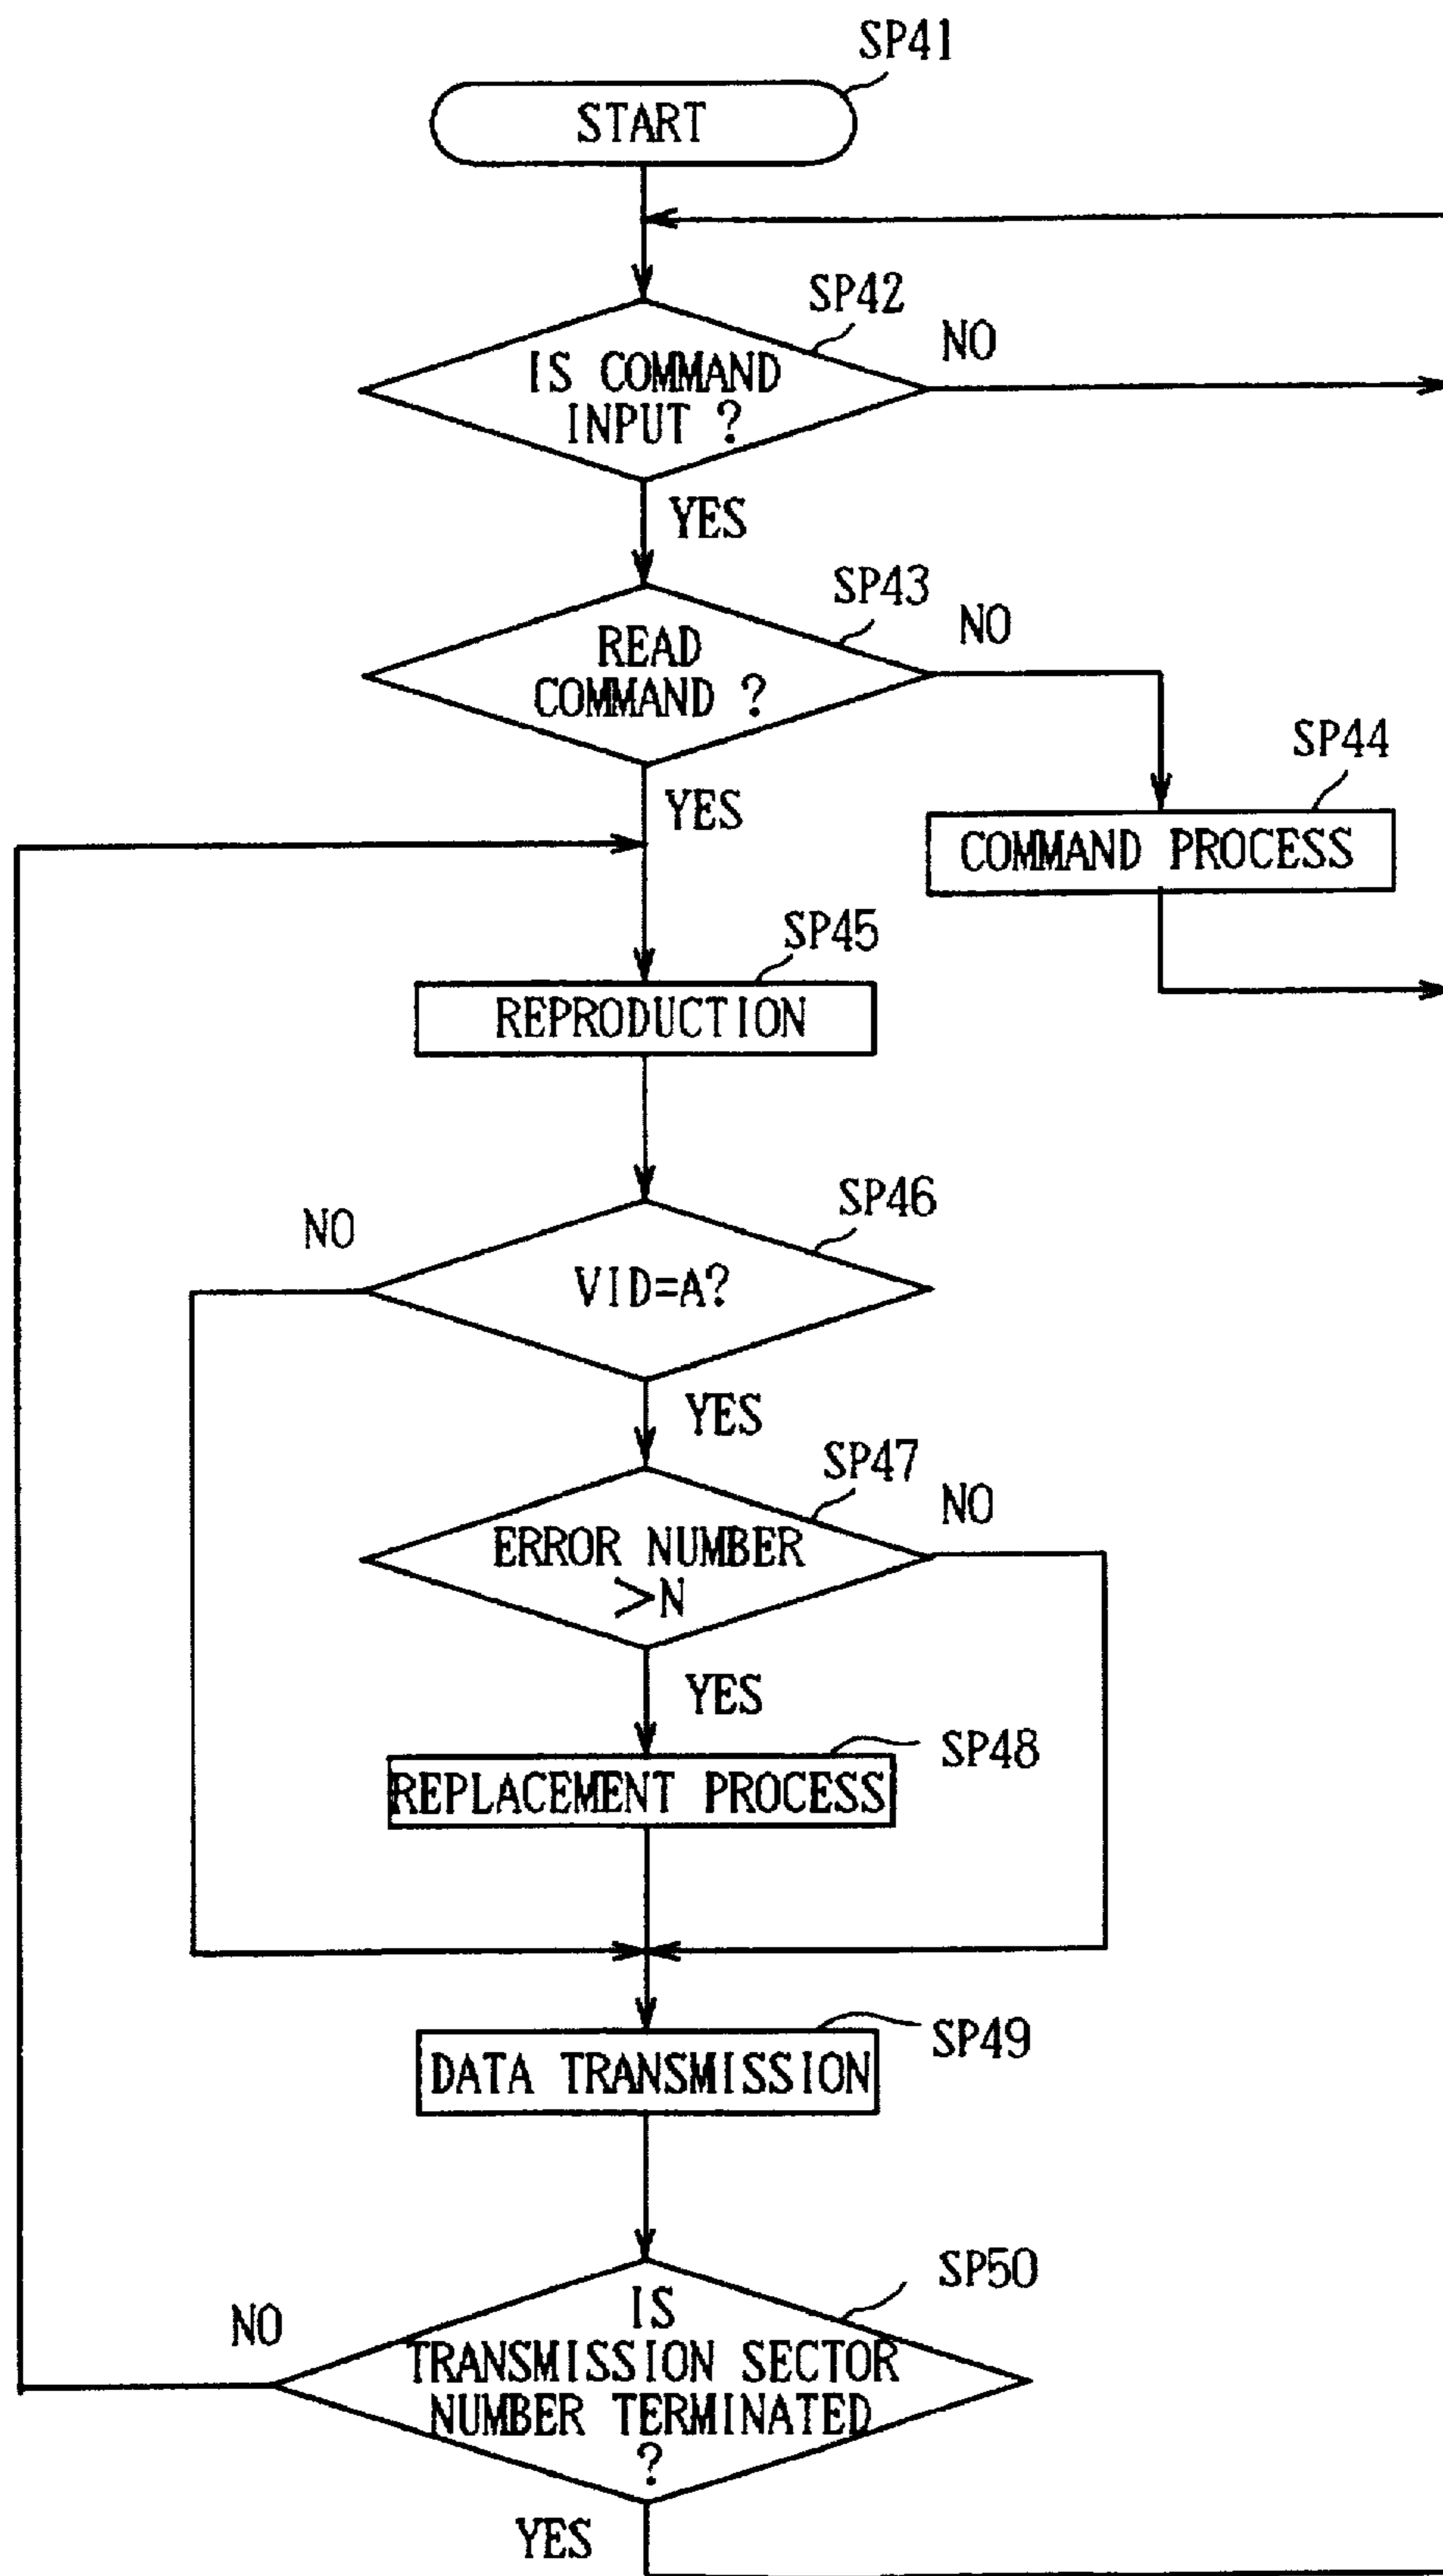 SP41
START
SP42
NO
IS COMMAND
INPUT ?
YES
SP43
NO
READ
COMMAND ?
YES
SP44
COMMAND PROCESS
SP45
REPRODUCTION
SP46
NO
VID=A?
YES
SP47
NO
ERROR NUMBER
>N
YES
SP48
REPLACEMENT PROCESS
SP49
DATA TRANSMISSION
SP50
NO
IS
TRANSMISSION SECTOR
NUMBER TERMINATED
?
YES